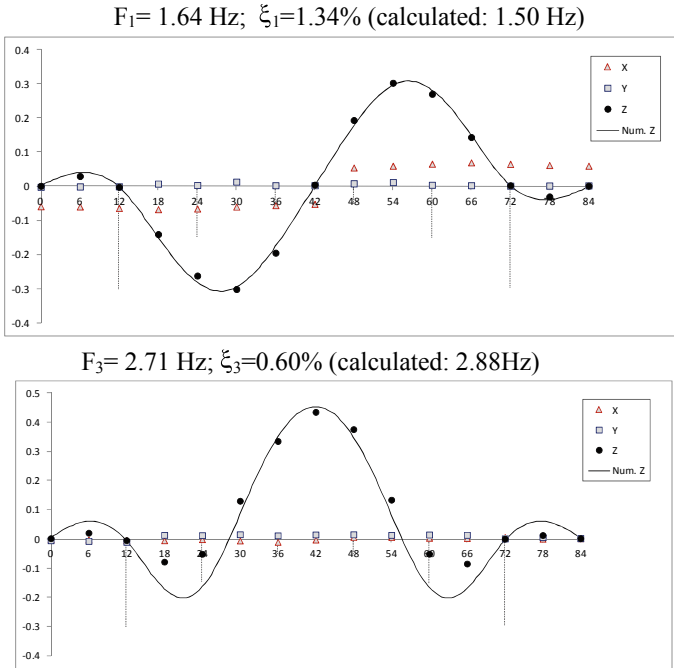 F₁= 1.64 Hz; ξ₁=1.34% (calculated: 1.50 Hz)
0.4
0.3
0.2
0.1
0
-0.1
-0.2
-0.3
-0.4
0 6 12 18 24 30 36 42 48 54 60 66 72 78 84
X
Y
Z
Num. Z
F₃= 2.71 Hz; ξ₃=0.60% (calculated: 2.88Hz)
0.5
0.4
0.3
0.2
0.1
0
-0.1
-0.2
-0.3
-0.4
0 6 12 18 24 30 36 42 48 54 60 66 72 78 84
X
Y
Z
Num. Z